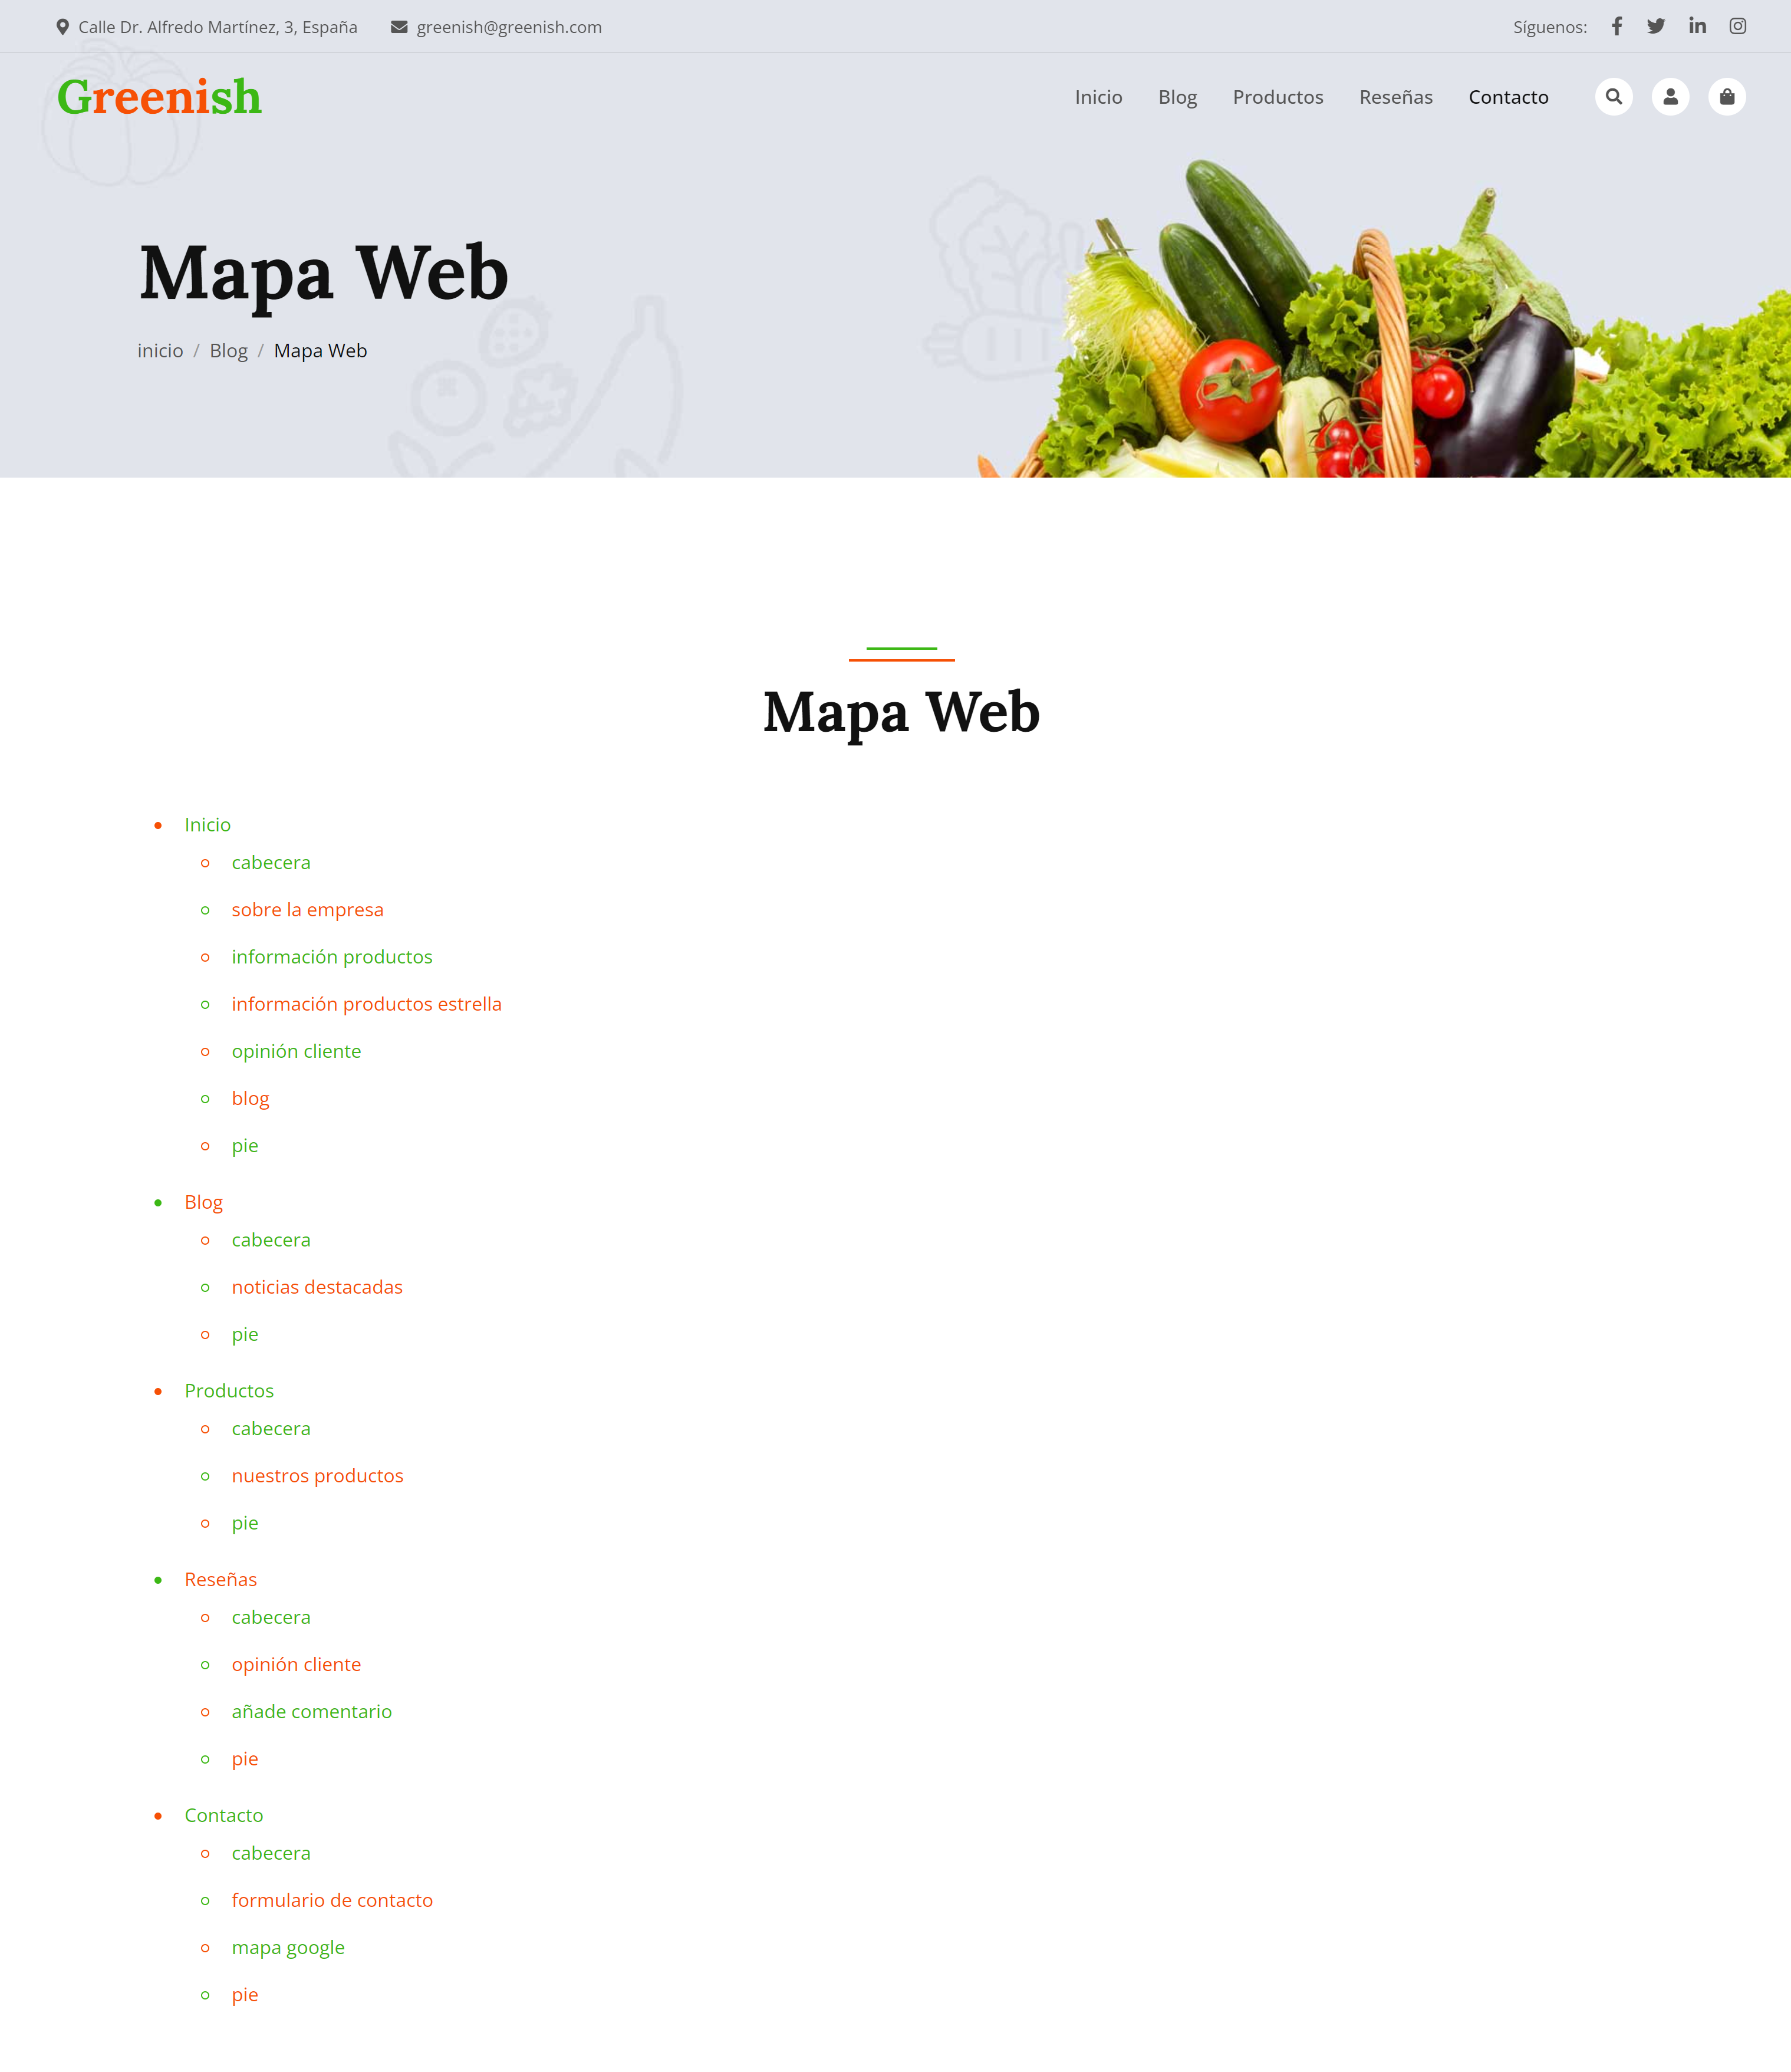 Calle Dr. Alfredo Martínez, 3, España greenish@greenish.com Síguenos:
Greenish Inicio Blog Productos Reseñas Contacto
Mapa Web
inicio / Blog / Mapa Web
Mapa Web
Inicio
cabecera
sobre la empresa
información productos
información productos estrella
opinión cliente
blog
pie
Blog
cabecera
noticias destacadas
pie
Productos
cabecera
nuestros productos
pie
Reseñas
cabecera
opinión cliente
añade comentario
pie
Contacto
cabecera
formulario de contacto
mapa google
pie